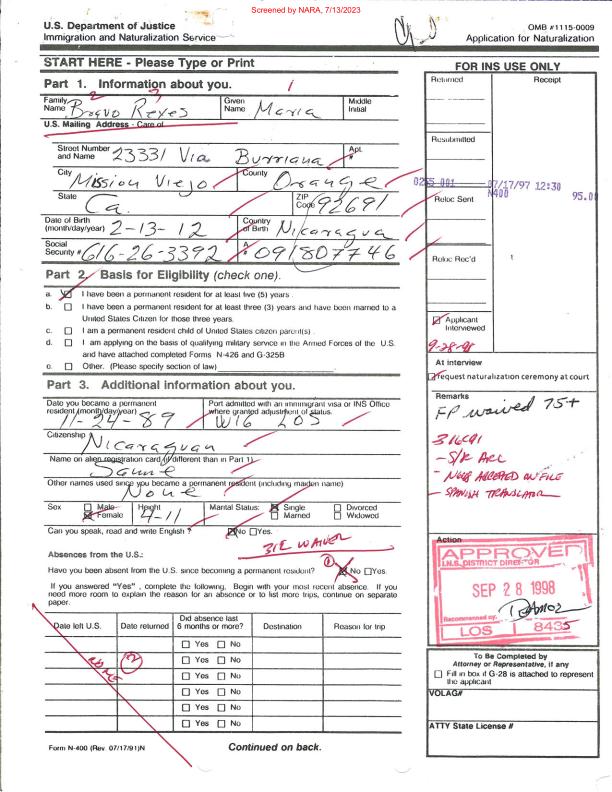 Screened by NARA, 7/13/2023
U.S. Department of Justice
Immigration and Naturalization Service
OMB #1115-0009
Application for Naturalization
START HERE - Please Type or Print
FOR INS USE ONLY
Part 1. Information about you.
Family Name Bravo Reyes
Given Name Maria
Middle Initial
U.S. Mailing Address - Care of
Street Number and Name 23331 Via Burriana
Apt. #
City Mission Viejo
County Orange
State Ca.
ZIP Code 92691
Date of Birth (month/day/year) 2-13-12
Country of Birth Nicaragua
Social Security # 616-26-3392
A # 091807746
Part 2. Basis for Eligibility (check one).
a. I have been a permanent resident for at least five (5) years.
b. I have been a permanent resident for at least three (3) years and have been married to a
United States Citizen for those three years.
c. I am a permanent resident child of United States citizen parent(s).
d. I am applying on the basis of qualifying military service in the Armed Forces of the U.S.
and have attached completed Forms N-426 and G-325B
e. Other. (Please specify section of law)
Part 3. Additional information about you.
Date you became a permanent resident (month/day/year) 11-24-89
Port admitted with an immigrant visa or INS Office where granted adjustment of status.
W16 LOS
Citizenship Nicaraguan
Name on alien registration card (if different than in Part 1)
Same
Other names used since you became a permanent resident (including maiden name)
None
Sex Male Female
Height 4-11
Marital Status: Single Married Divorced Widowed
Can you speak, read and write English ? No Yes.
312 WAIVER
Absences from the U.S.:
Have you been absent from the U.S. since becoming a permanent resident? No Yes.
1
If you answered "Yes", complete the following, Begin with your most recent absence. If you
need more room to explain the reason for an absence or to list more trips, continue on separate
paper.
Date left U.S.
Date returned
Did absence last 6 months or more?
Destination
Reason for trip
Yes No
Yes No
Yes No
Yes No
Yes No
Yes No
NONE
2
Form N-400 (Rev. 07/17/91)N
Continued on back.
Returned
Receipt
Resubmitted
07/17/97 12:30
N400
95.0
Reloc Sent
Reloc Rec'd
Applicant Interviewed
9-28-98
At interview
request naturalization ceremony at court
Remarks
FP waived 75+
- S/R ARC
- SPANISH TRANSLATOR
Action
APPROVED
I.N.S. DISTRICT DIRECTOR
SEP 28 1998
Recommended by:
LOS 8435
To Be Completed by
Attorney or Representative, if any
Fill in box if G-28 is attached to represent
the applicant
VOLAG#
ATTY State License #